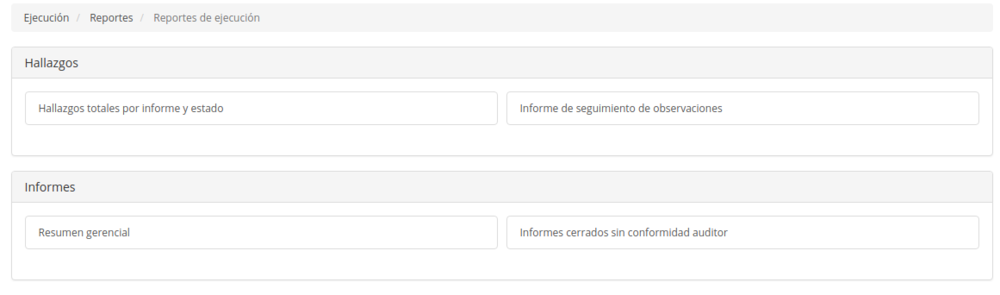 Ejecución / Reportes / Reportes de ejecución
Hallazgos
Hallazgos totales por informe y estado
Informe de seguimiento de observaciones
Informes
Resumen gerencial
Informes cerrados sin conformidad auditor